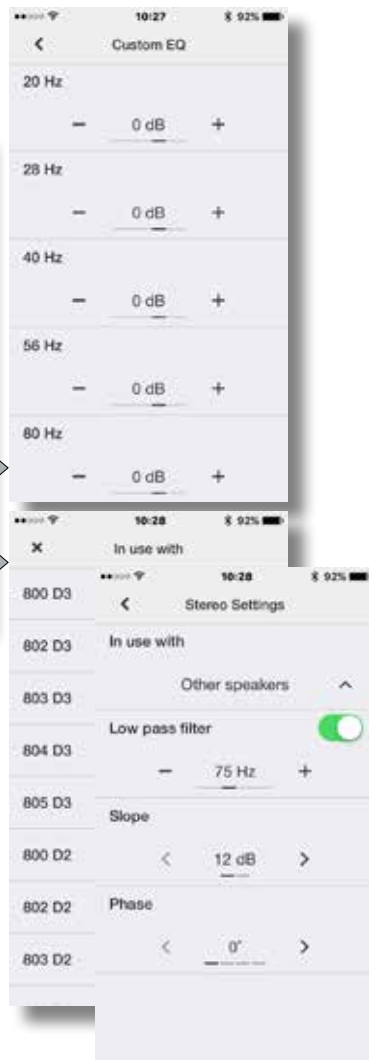 10:27 92%
Custom EQ
20 Hz
− 0 dB +
28 Hz
− 0 dB +
40 Hz
− 0 dB +
56 Hz
− 0 dB +
80 Hz
− 0 dB +
10:28 92%
× In use with
800 D3
802 D3
803 D3
804 D3
805 D3
800 D2
802 D2
803 D2
10:28 92%
< Stereo Settings
In use with
Other speakers
Low pass filter
− 75 Hz +
Slope
< 12 dB >
Phase
< 0° >